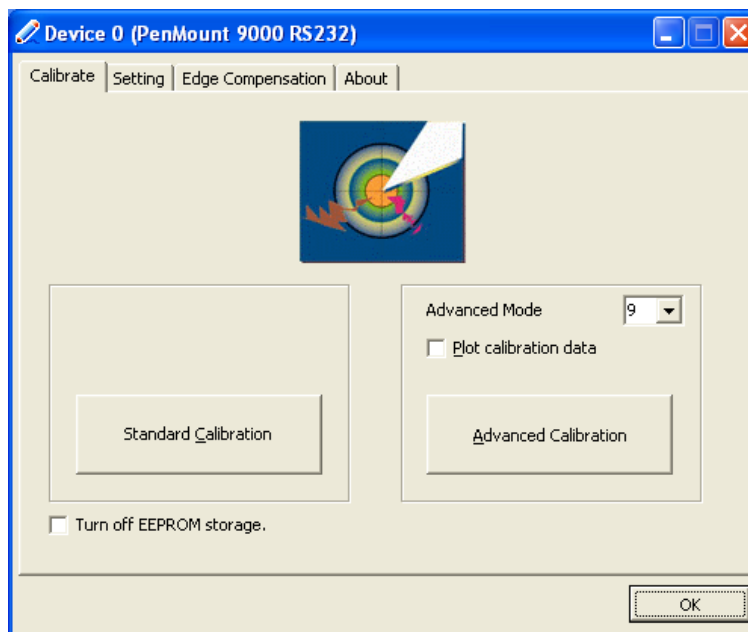 Device 0 (PenMount 9000 RS232)
Calibrate Setting Edge Compensation About
Advanced Mode 9
Plot calibration data
Standard Calibration Advanced Calibration
Turn off EEPROM storage.
OK